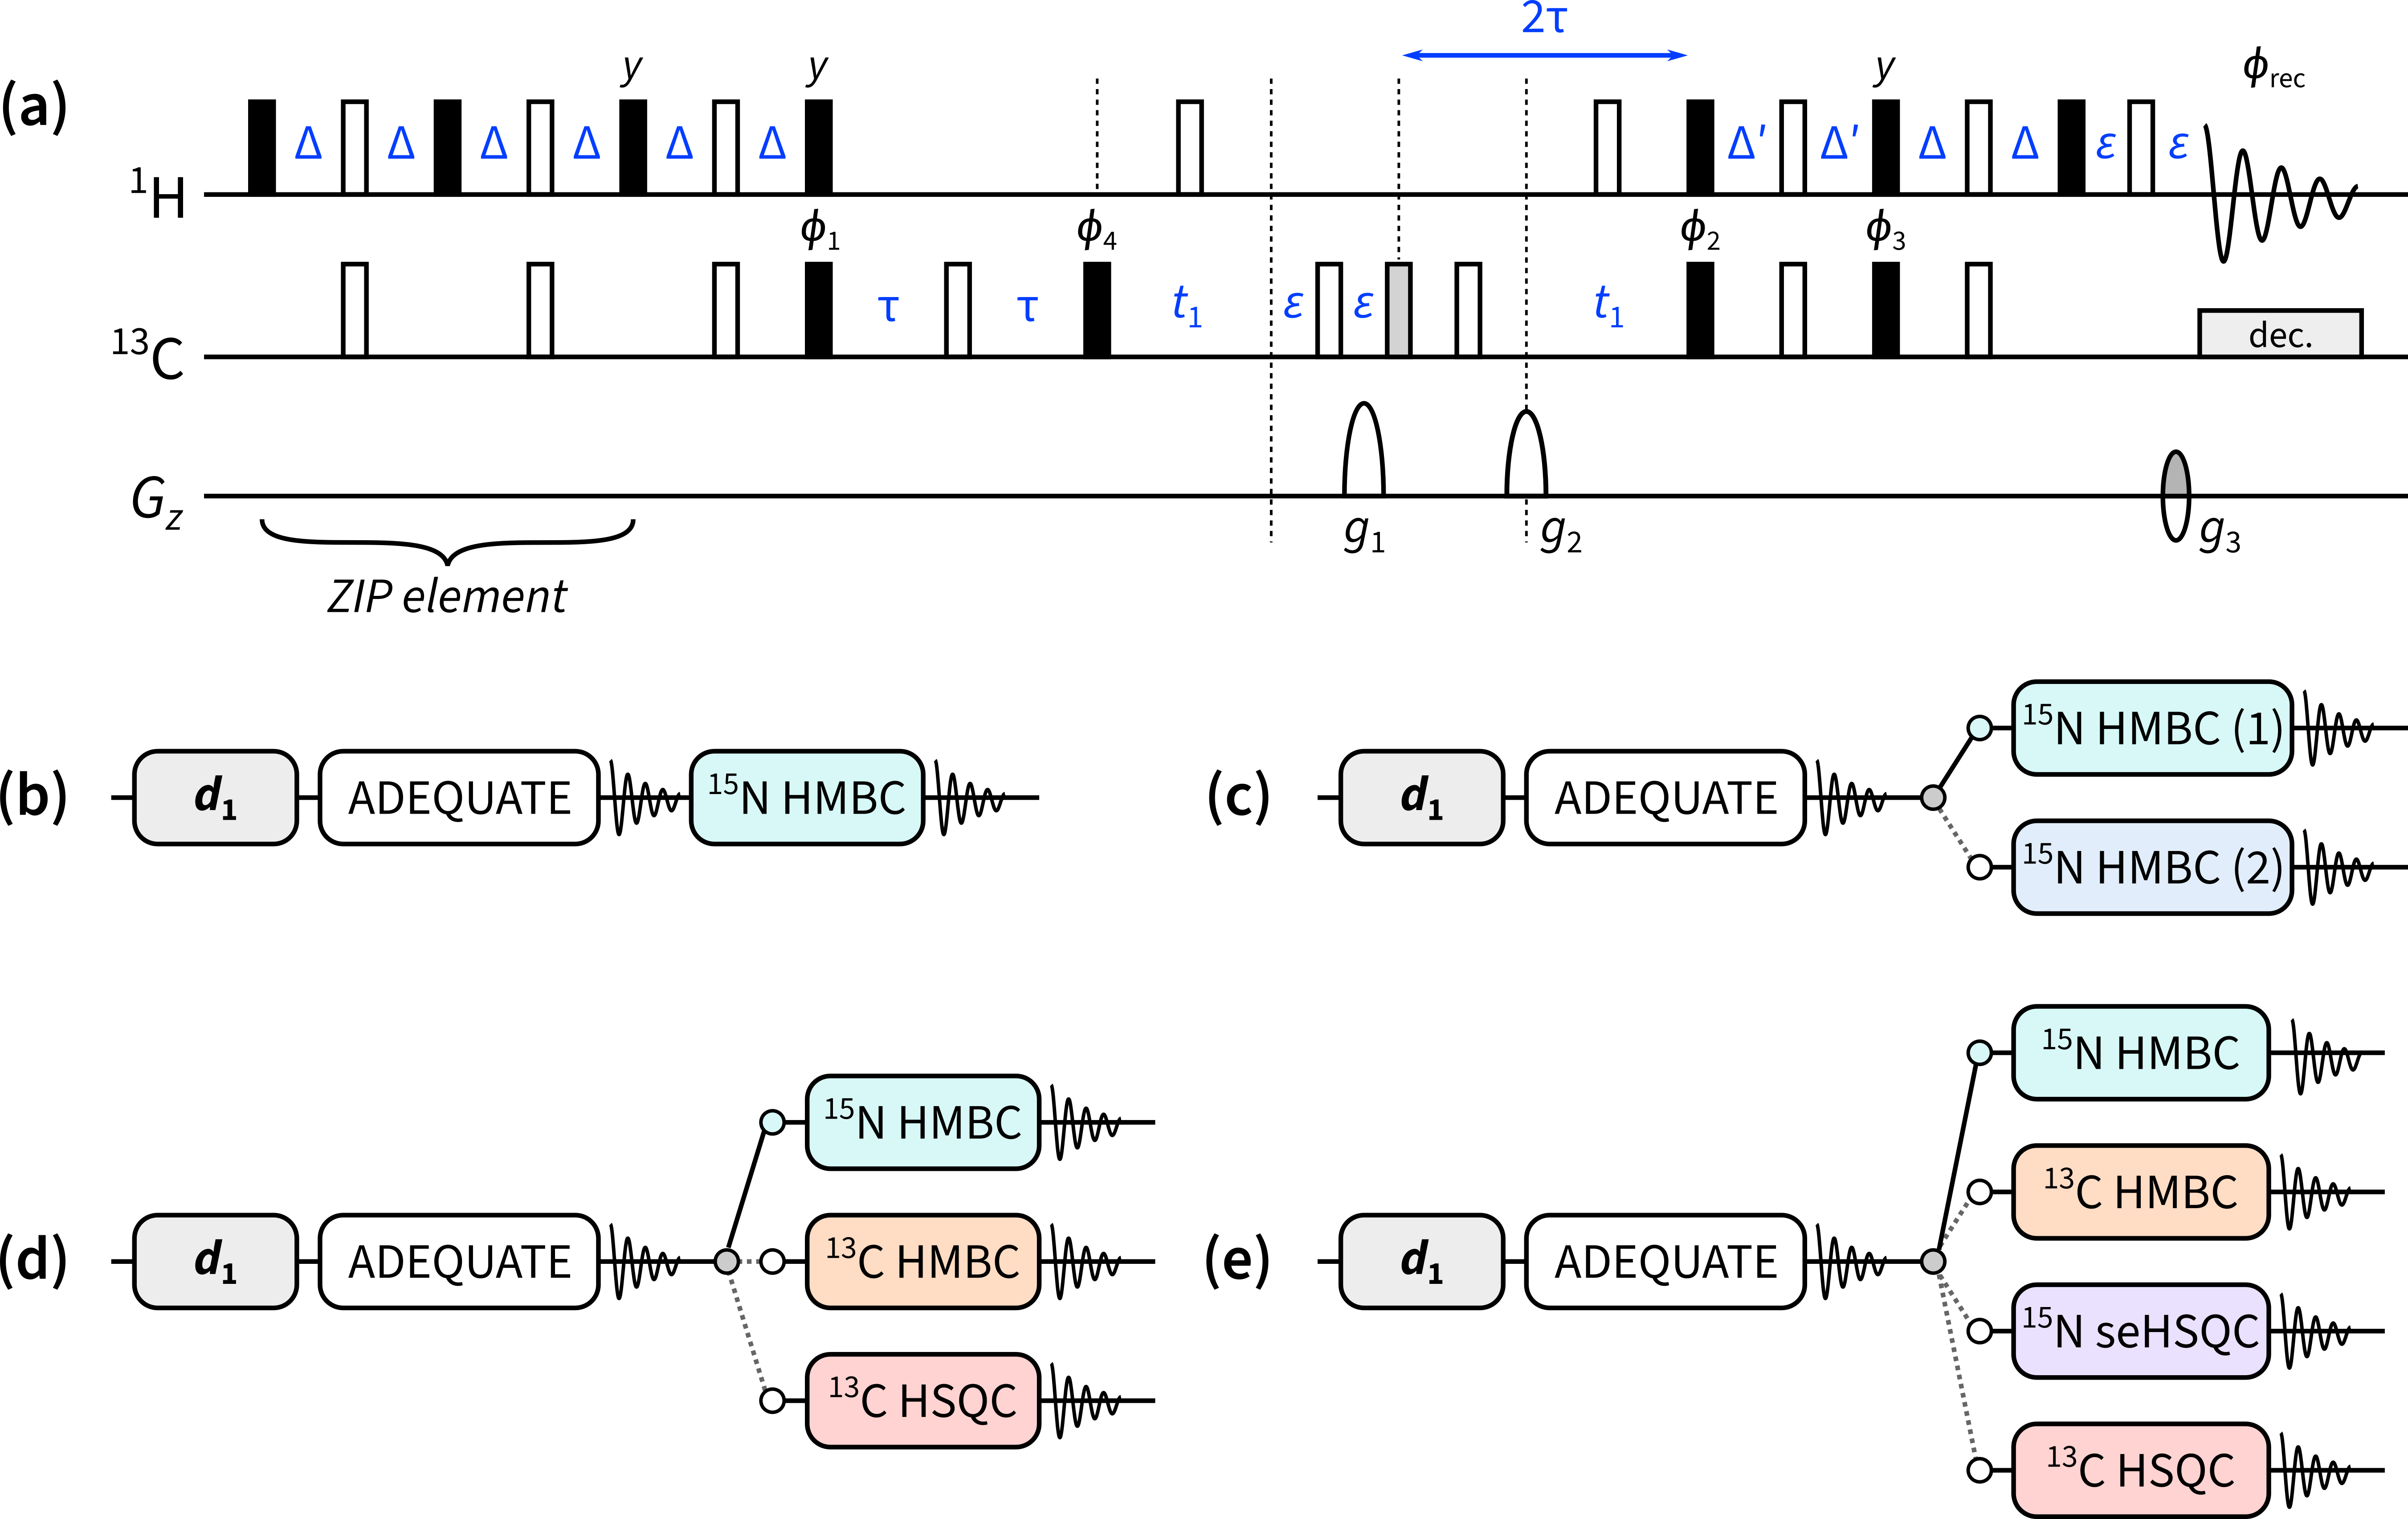 2τ
(a)
y y y ϕrec
Δ Δ Δ Δ Δ Δ Δ′ Δ′ Δ Δ ε ε
¹H
ϕ₁ ϕ₄ ϕ₂ ϕ₃
τ τ t₁ ε ε t₁
¹³C
dec.
G_z
g₁ g₂ g₃
ZIP element
(b)
d₁ ADEQUATE ¹⁵N HMBC
(c)
d₁ ADEQUATE
¹⁵N HMBC (1)
¹⁵N HMBC (2)
(d)
d₁ ADEQUATE
¹⁵N HMBC
¹³C HMBC
¹³C HSQC
(e)
d₁ ADEQUATE
¹⁵N HMBC
¹³C HMBC
¹⁵N seHSQC
¹³C HSQC